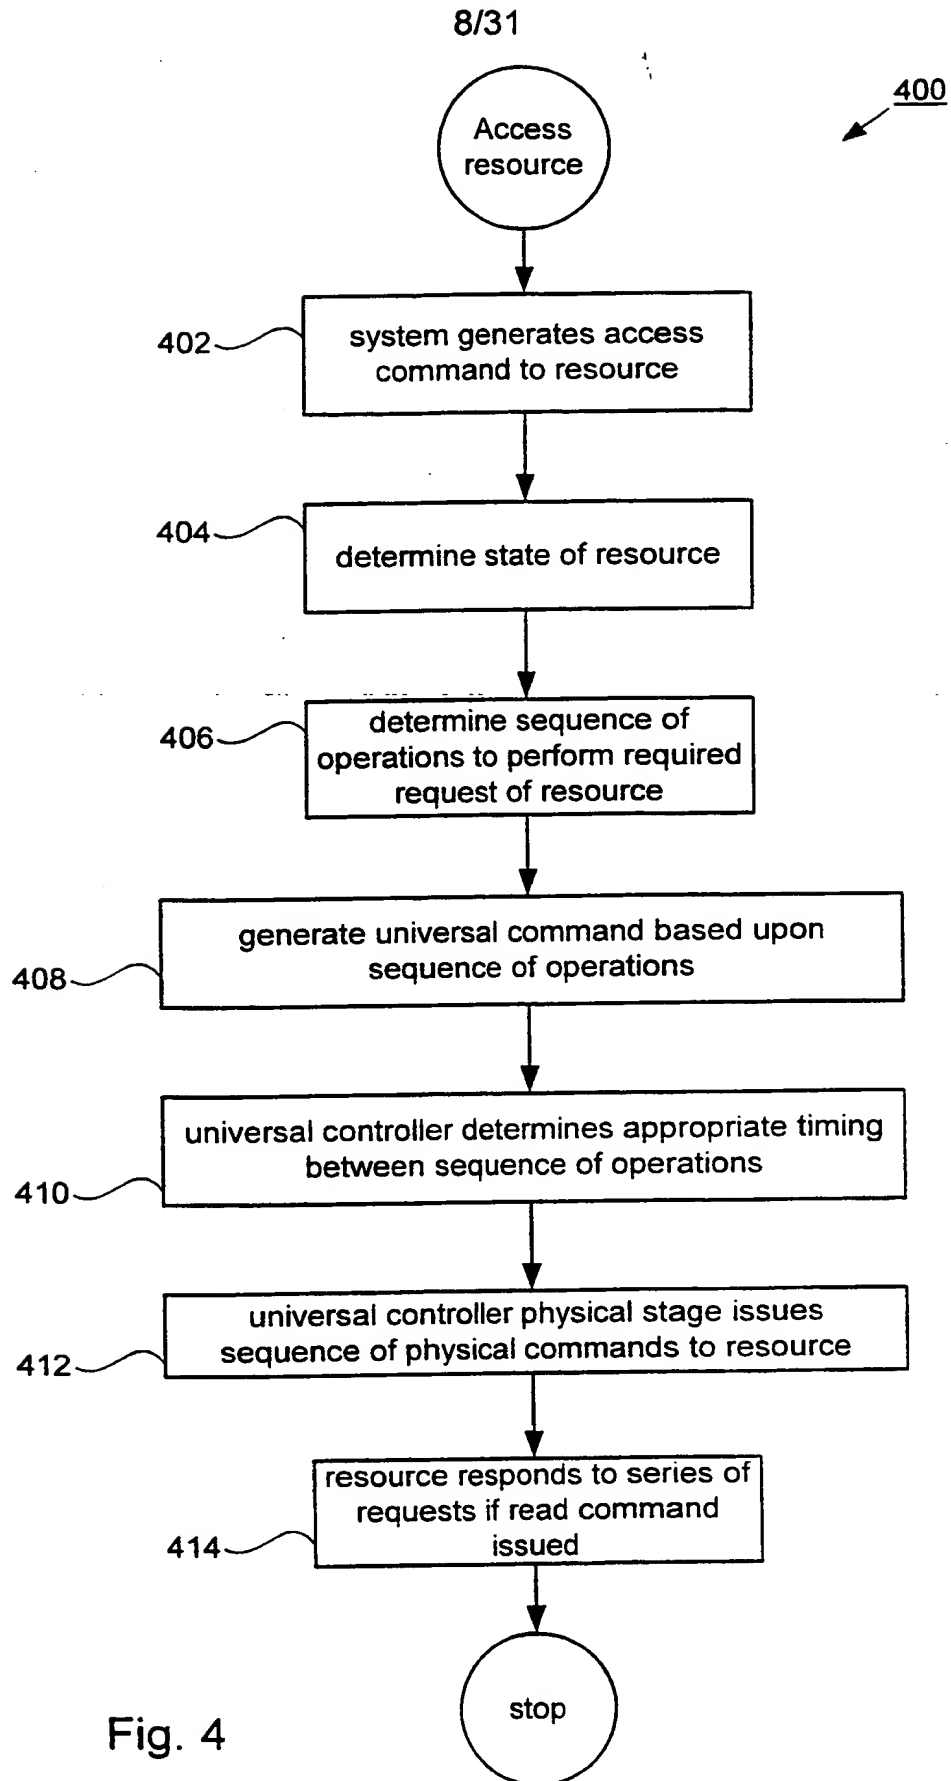 8/31
400
Access
resource
402
system generates access
command to resource
404
determine state of resource
406
determine sequence of
operations to perform required
request of resource
408
generate universal command based upon
sequence of operations
410
universal controller determines appropriate timing
between sequence of operations
412
universal controller physical stage issues
sequence of physical commands to resource
414
resource responds to series of
requests if read command
issued
stop
Fig. 4